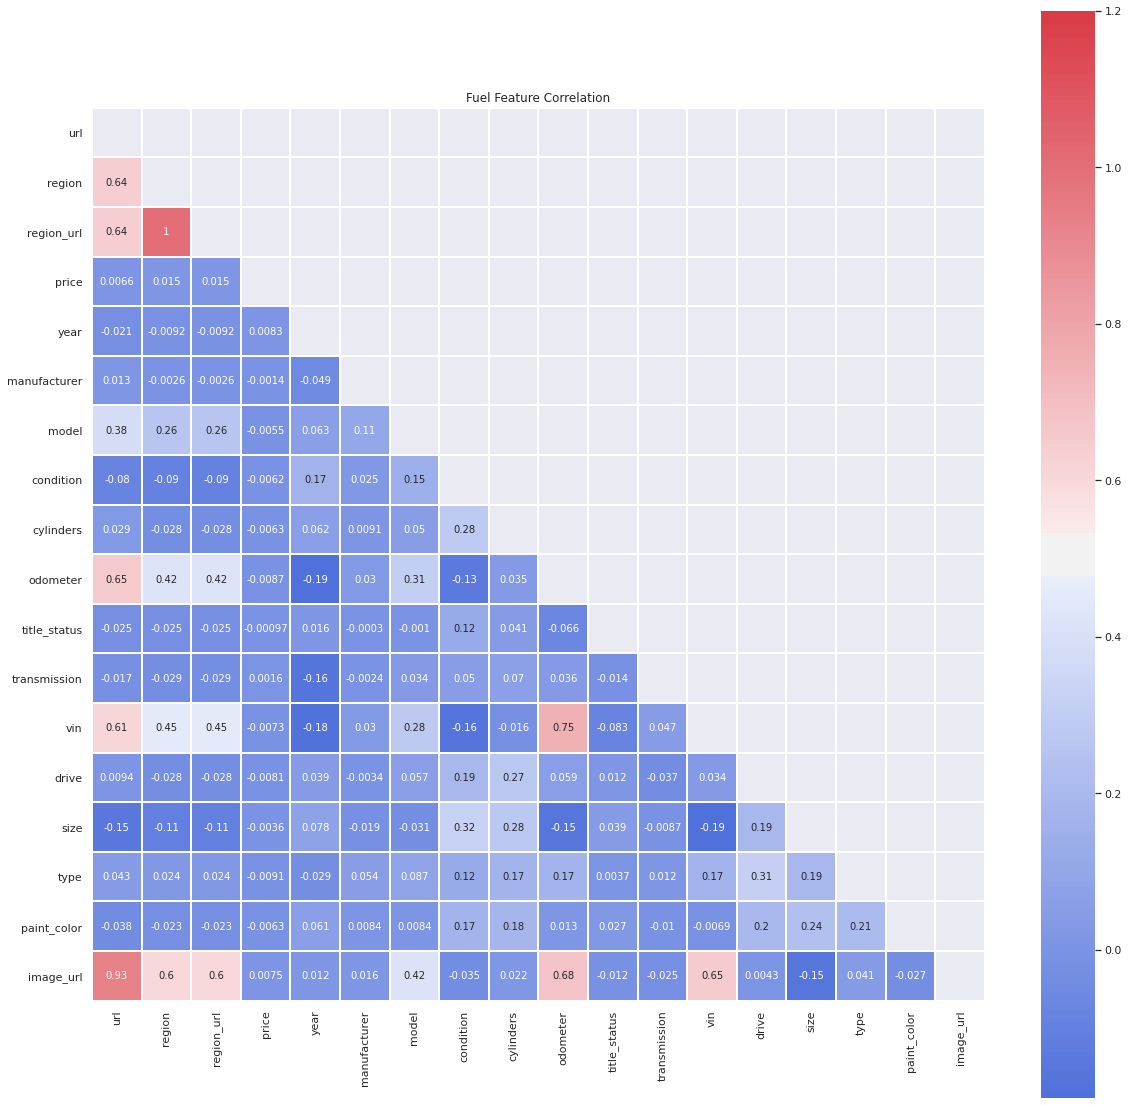 Fuel Feature Correlation
url
region 0.64
region_url 0.64 1
price 0.0066 0.015 0.015
year -0.021 -0.0092 -0.0092 0.0083
manufacturer 0.013 -0.0026 -0.0026 -0.0014 -0.049
model 0.38 0.26 0.26 -0.0055 0.063 0.11
condition -0.08 -0.09 -0.09 -0.0062 0.17 0.025 0.15
cylinders 0.029 -0.028 -0.028 -0.0063 0.062 0.0091 0.05 0.28
odometer 0.65 0.42 0.42 -0.0087 -0.19 0.03 0.31 -0.13 0.035
title_status -0.025 -0.025 -0.025 -0.00097 0.016 -0.0003 -0.001 0.12 0.041 -0.066
transmission -0.017 -0.029 -0.029 0.0016 -0.16 -0.0024 0.034 0.05 0.07 0.036 -0.014
vin 0.61 0.45 0.45 -0.0073 -0.18 0.03 0.28 -0.16 -0.016 0.75 -0.083 0.047
drive 0.0094 -0.028 -0.028 -0.0081 0.039 -0.0034 0.057 0.19 0.27 0.059 0.012 -0.037 0.034
size -0.15 -0.11 -0.11 -0.0036 0.078 -0.019 -0.031 0.32 0.28 -0.15 0.039 -0.0087 -0.19 0.19
type 0.043 0.024 0.024 -0.0091 -0.029 0.054 0.087 0.12 0.17 0.17 0.0037 0.012 0.17 0.31 0.19
paint_color -0.038 -0.023 -0.023 -0.0063 0.061 0.0084 0.0084 0.17 0.18 0.013 0.027 -0.01 -0.0069 0.2 0.24 0.21
image_url 0.93 0.6 0.6 0.0075 0.012 0.016 0.42 -0.035 0.022 0.68 -0.012 -0.025 0.65 0.0043 -0.15 0.041 -0.027
url region region_url price year manufacturer model condition cylinders odometer title_status transmission vin drive size type paint_color image_url
1.2
1.0
0.8
0.6
0.4
0.2
0.0